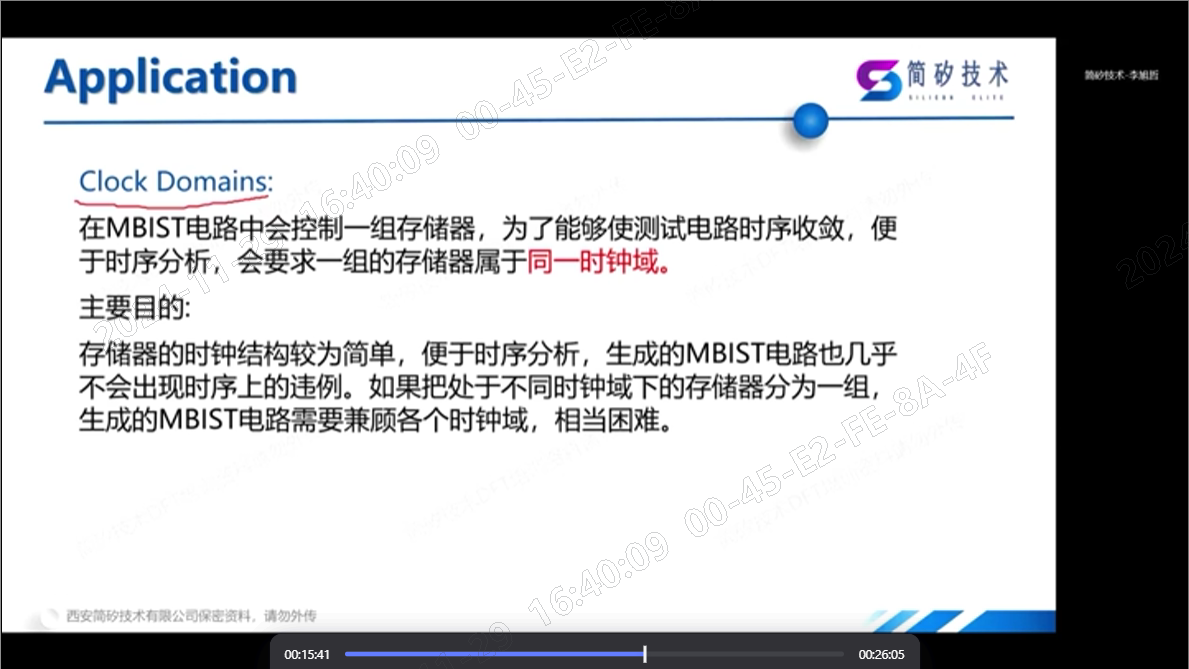 Application
简矽技术
SILICON ELITE
简矽技术-李旭哲
Clock Domains:
在MBIST电路中会控制一组存储器，为了能够使测试电路时序收敛，便
于时序分析，会要求一组的存储器属于同一时钟域。
主要目的:
存储器的时钟结构较为简单，便于时序分析，生成的MBIST电路也几乎
不会出现时序上的违例。如果把处于不同时钟域下的存储器分为一组，
生成的MBIST电路需要兼顾各个时钟域，相当困难。
西安简矽技术有限公司保密资料，请勿外传
00:15:41
00:26:05
2024-11-29 16:40:09 00-45-E2-FE-8A
16:40:09 00-45-E2-FE-8A-4F
2024